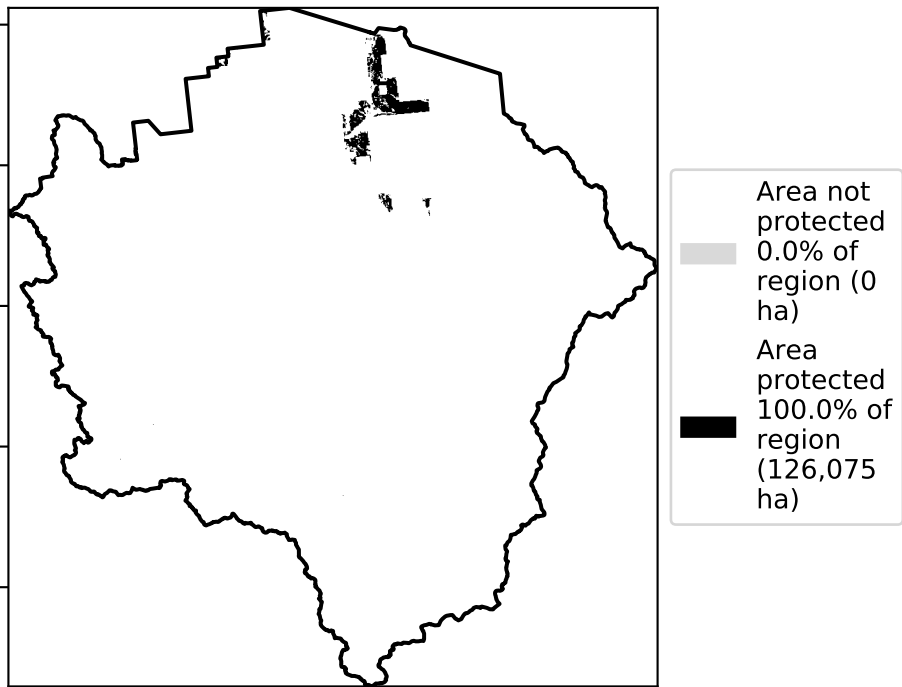 Area not
protected
0.0% of
region (0
ha)
Area
protected
100.0% of
region
(126,075
ha)